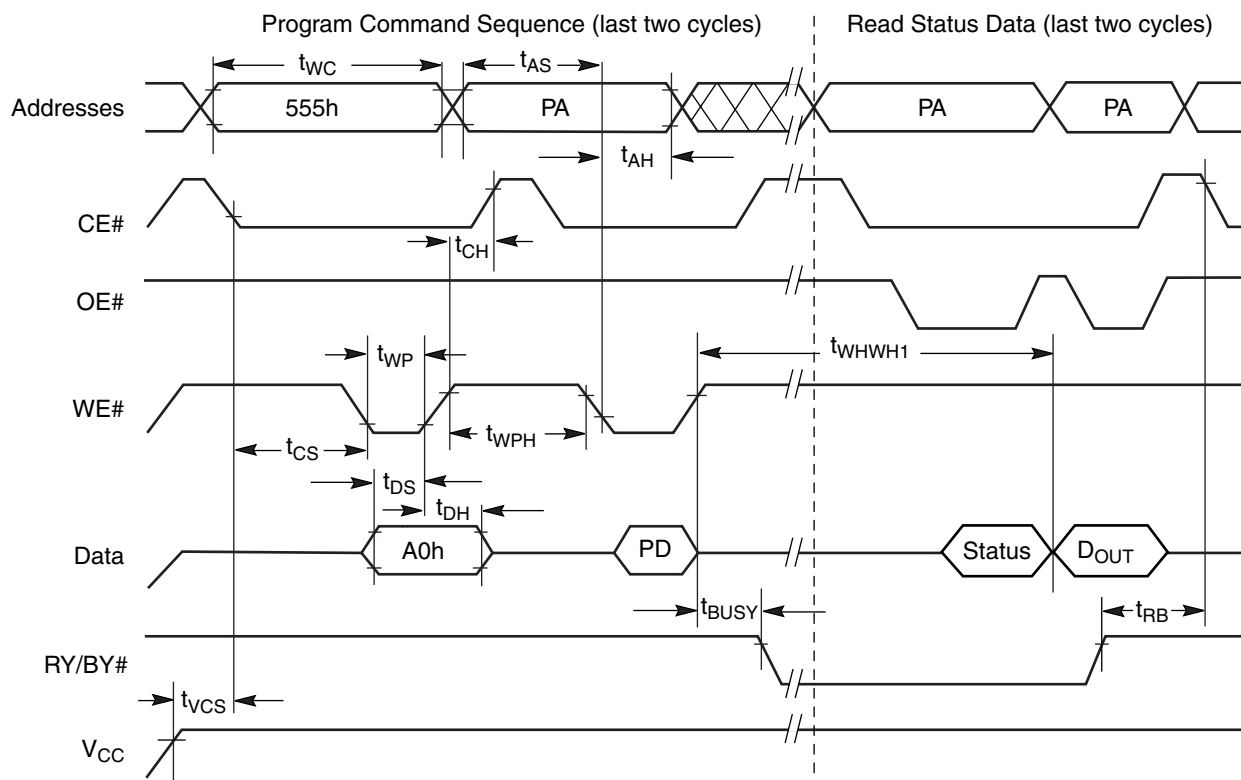 Program Command Sequence (last two cycles)
Read Status Data (last two cycles)
tWC
tAS
Addresses
555h
PA
PA
PA
tAH
CE#
tCH
OE#
tWP
tWHWH1
WE#
tCS
tWPH
tDS
tDH
Data
A0h
PD
Status
DOUT
tBUSY
tRB
RY/BY#
tVCS
VCC